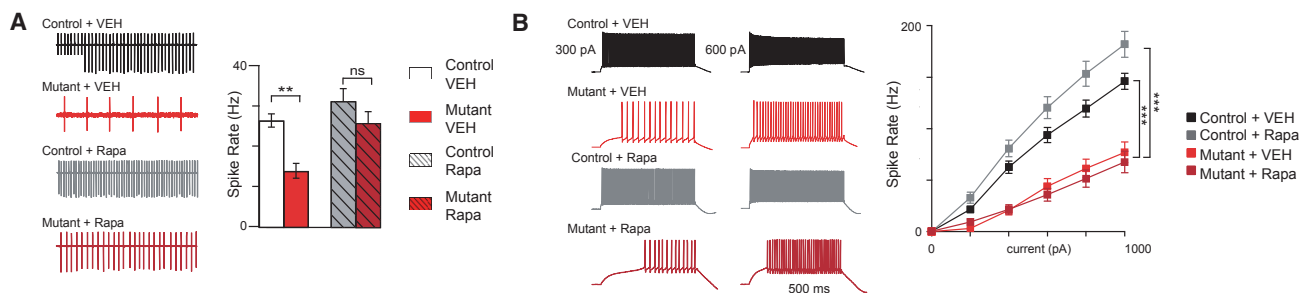 A
Control + VEH
Mutant + VEH
Control + Rapa
Mutant + Rapa
Spike Rate (Hz)
40
0
**
ns
Control
VEH
Mutant
VEH
Control
Rapa
Mutant
Rapa
B
Control + VEH
300 pA
600 pA
Mutant + VEH
Control + Rapa
Mutant + Rapa
500 ms
Spike Rate (Hz)
200
0
0
current (pA)
1000
***
***
Control + VEH
Control + Rapa
Mutant + VEH
Mutant + Rapa